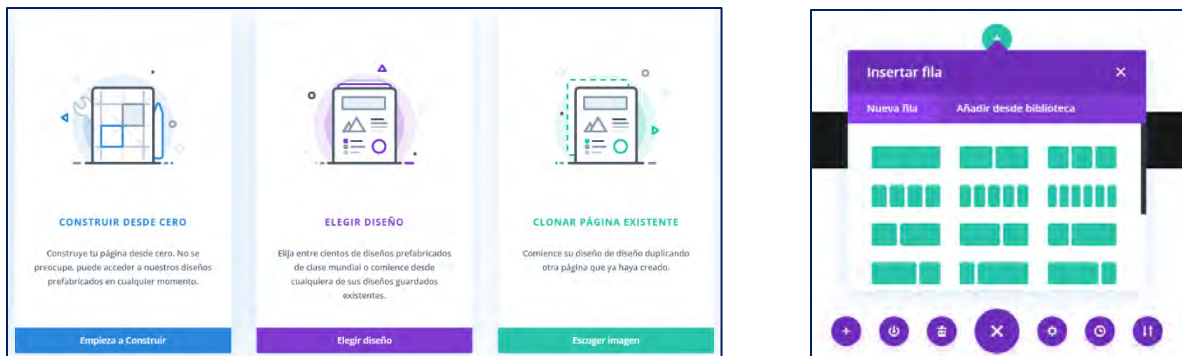 CONSTRUIR DESDE CERO
Construye tu página desde cero. No se
preocupe, puede acceder a nuestros diseños
prefabricados en cualquier momento.
Empieza a Construir
ELEGIR DISEÑO
Elija entre cientos de diseños prefabricados
de clase mundial o comience desde
cualquiera de sus diseños guardados
existentes.
Elegir diseño
CLONAR PÁGINA EXISTENTE
Comience su diseño de diseño duplicando
otra página que ya haya creado.
Escoger imagen
Insertar fila
Nueva fila
Añadir desde biblioteca